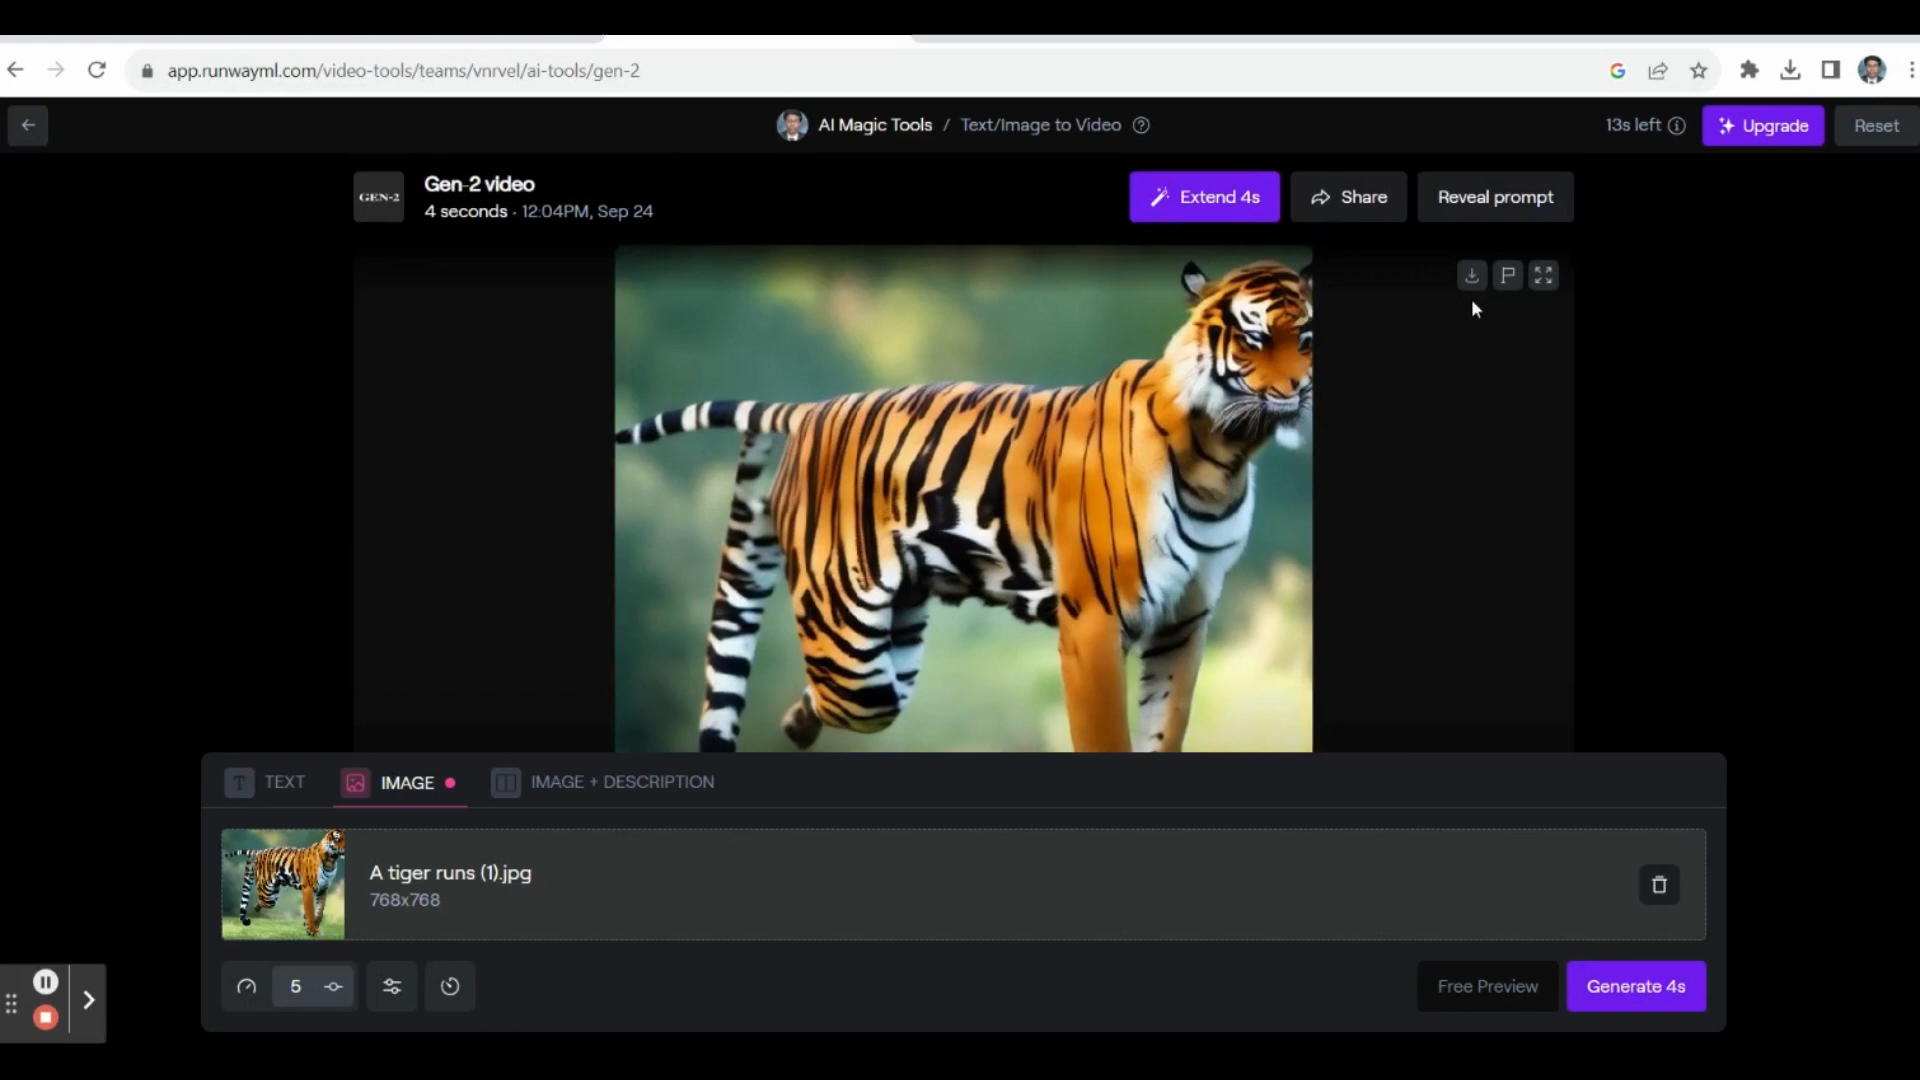 app.runwayml.com/video-tools/teams/vnrvel/ai-tools/gen-2
AI Magic Tools / Text/Image to Video
13s left
Upgrade
Reset
GEN-2
Gen-2 video
4 seconds · 12:04PM, Sep 24
Extend 4s
Share
Reveal prompt
TEXT
IMAGE
IMAGE + DESCRIPTION
A tiger runs (1).jpg
768x768
5
Free Preview
Generate 4s